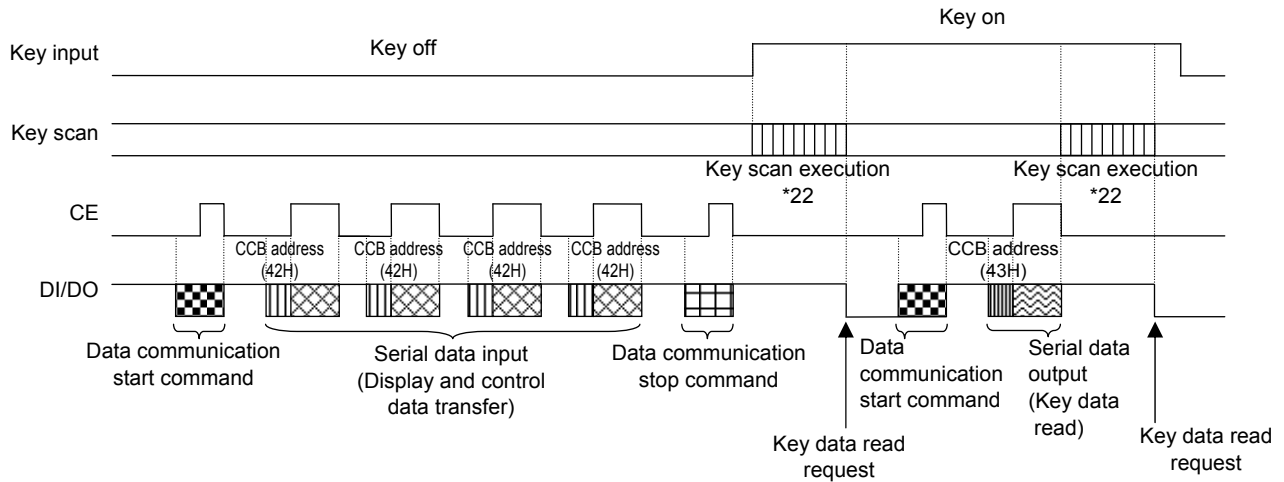 Key on
Key input
Key off
Key scan
Key scan execution
*22
Key scan execution
*22
CE
CCB address
(42H)
CCB address
(42H)
CCB address
(42H)
CCB address
(42H)
CCB address
(43H)
DI/DO
Data communication
start command
Serial data input
(Display and control
data transfer)
Data communication
stop command
Key data read
request
Data
communication
start command
Serial data
output
(Key data
read)
Key data read
request